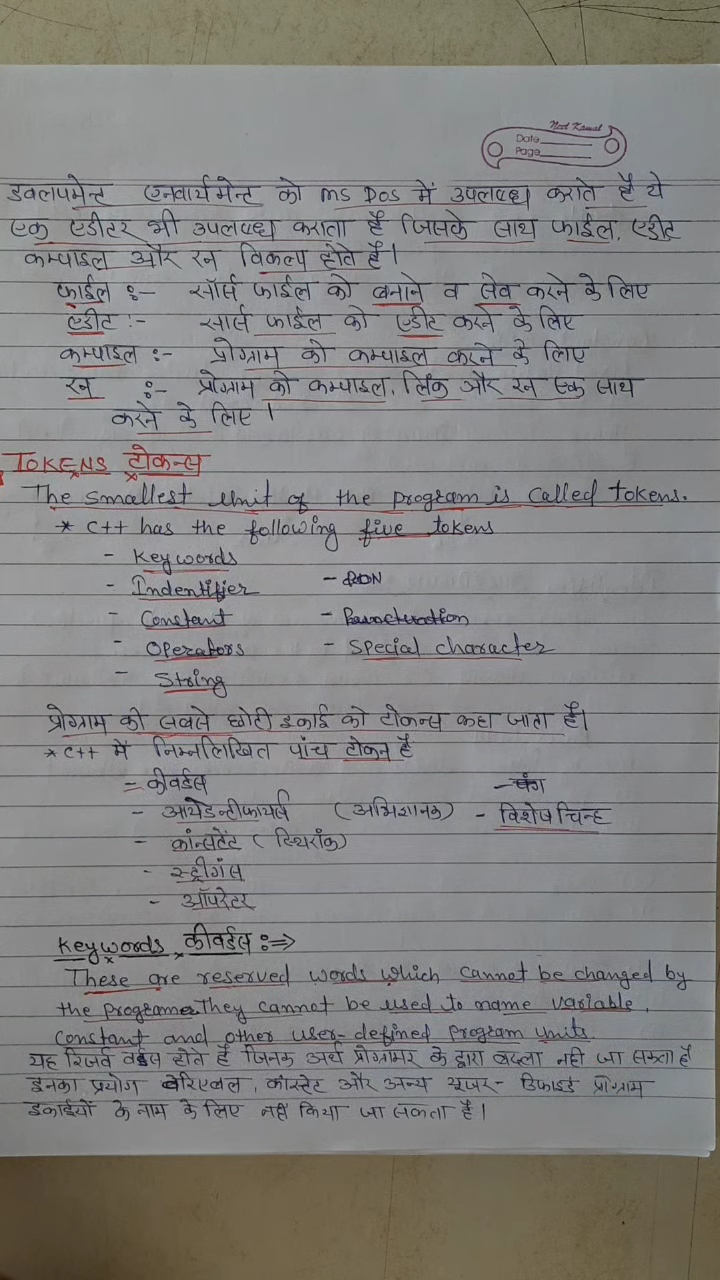 Neel Kamal
Date
Page
डवलपमेन्ट एनवार्यमेन्ट को MS DOS में उपलब्ध कराते है ये
एक एडीटर भी उपलब्ध कराता है जिसके साथ फाईल, एडीट
कम्पाइल और रन विकल्प होते है।
फाईल :- सॉर्स फाईल को बनाने व सेव करने के लिए
एडीट :- सार्स फाईल को एडीट करने के लिए
कम्पाइल :- प्रोग्राम को कम्पाइल करने के लिए
रन :- प्रोग्राम को कम्पाइल, लिंक और रन एक साथ
करने के लिए ।
TOKENS टोकन्स
The smallest unit of the program is called tokens.
* C++ has the following five tokens
- Keywords
- Indentifier
- Constant - Punctuation
- Operators - Special character
- String
प्रोग्राम की सबसे छोटी इकाई को टोकन्स कहा जाता है।
* C++ में निम्नलिखित पांच टोकन है
= कीवर्डस
- आयेडेन्टीफायर्स (अभिशानक) - विशेष चिन्ह
- कांन्सटेंट (स्थिरांक)
- स्ट्रीगंस
- ऑपरेटर
Keywords कीवर्डस :=>
These are reserved words which cannot be changed by
the programe. They cannot be used to name variable,
constant and other user-defined program units.
यह रिजर्व वर्डस होते है जिनक अर्थ प्रोग्रामर के द्वारा बदला नही जा सकता है
इनका प्रयोग वेरिएबल, कांस्टेट और अन्य यूजर- डिफाइंड प्रोग्राम
इकाईयों के नाम के लिए नहीं किया जा सकता है।